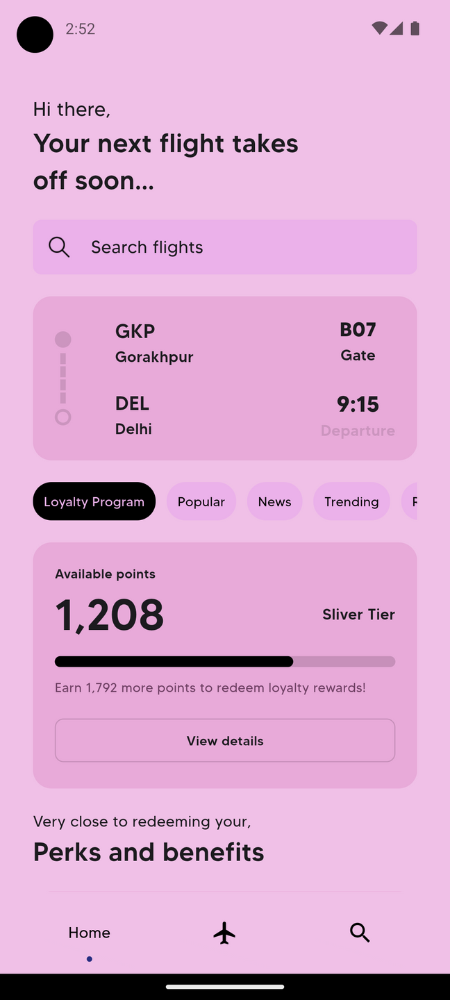 2:52
Hi there,
Your next flight takes
off soon...
Search flights
GKP
Gorakhpur
B07
Gate
DEL
Delhi
9:15
Departure
Loyalty Program
Popular
News
Trending
Available points
1,208
Sliver Tier
Earn 1,792 more points to redeem loyalty rewards!
View details
Very close to redeeming your,
Perks and benefits
Home